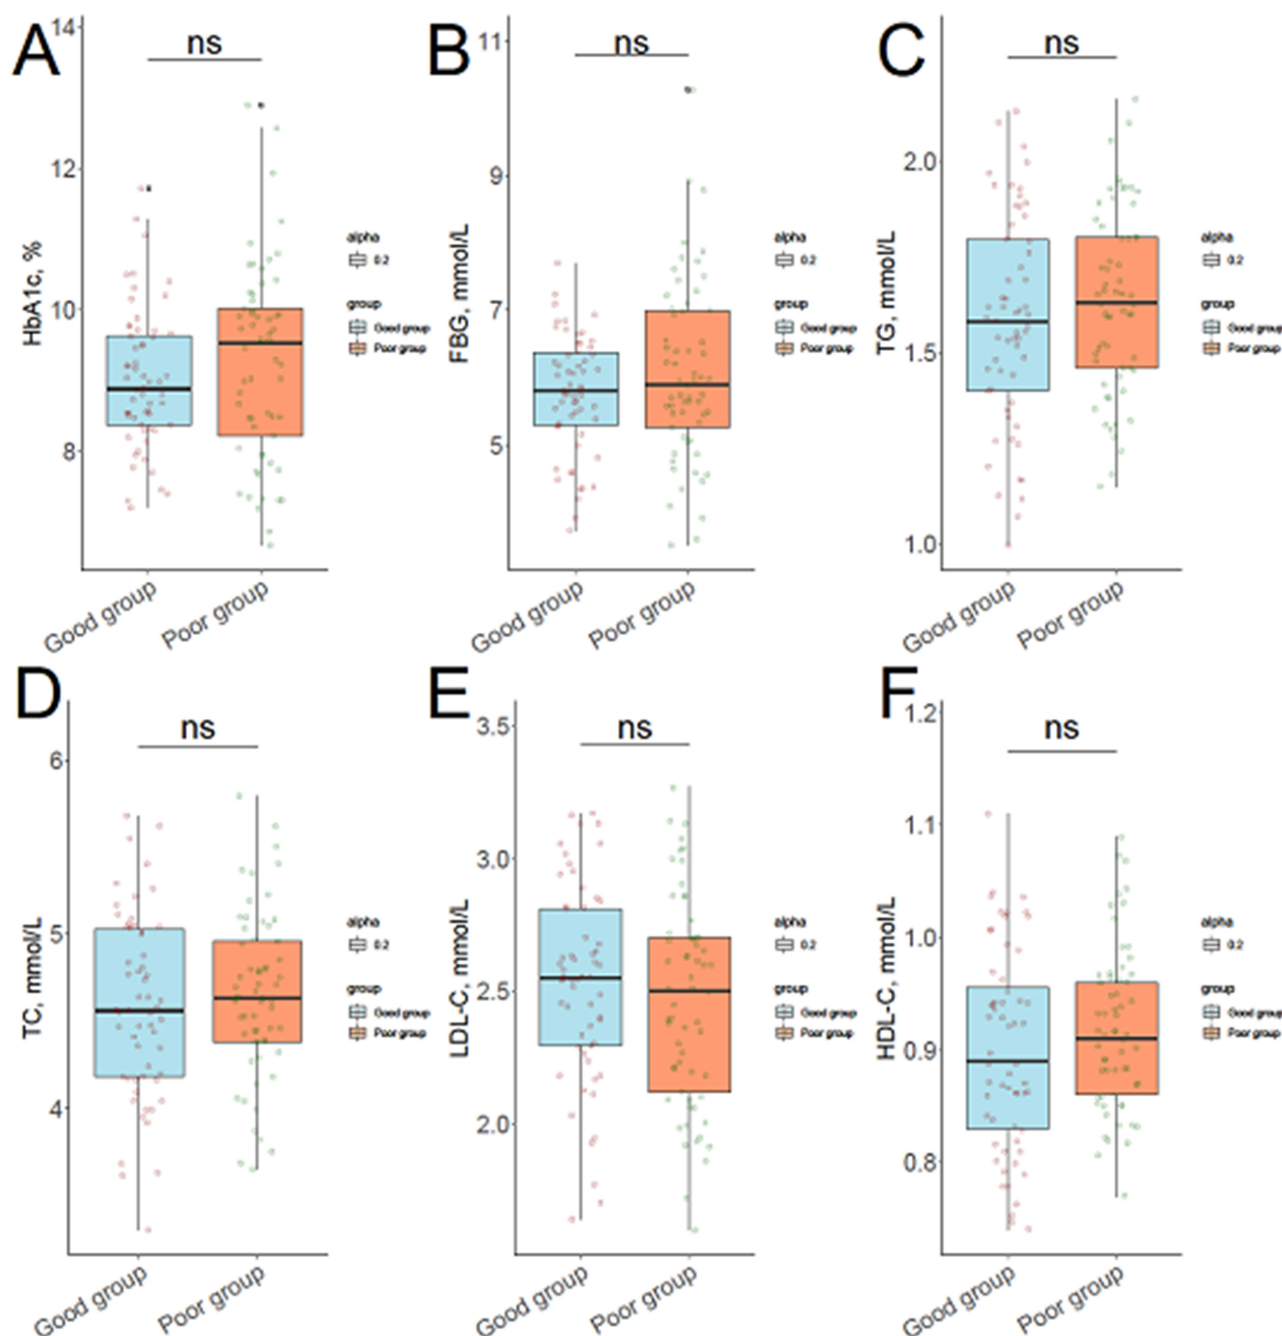 A
ns
14
12
10
8
HbA1c, %
Good group
Poor group
alpha
0.2
group
Good group
Poor group
B
ns
11
9
7
5
FBG, mmol/L
Good group
Poor group
alpha
0.2
group
Good group
Poor group
C
ns
2.0
1.5
1.0
TG, mmol/L
Good group
Poor group
alpha
0.2
group
Good group
Poor group
D
ns
6
5
4
TC, mmol/L
Good group
Poor group
alpha
0.2
group
Good group
Poor group
E
ns
3.5
3.0
2.5
2.0
LDL-C, mmol/L
Good group
Poor group
alpha
0.2
group
Good group
Poor group
F
ns
1.2
1.1
1.0
0.9
0.8
HDL-C, mmol/L
Good group
Poor group
alpha
0.2
group
Good group
Poor group